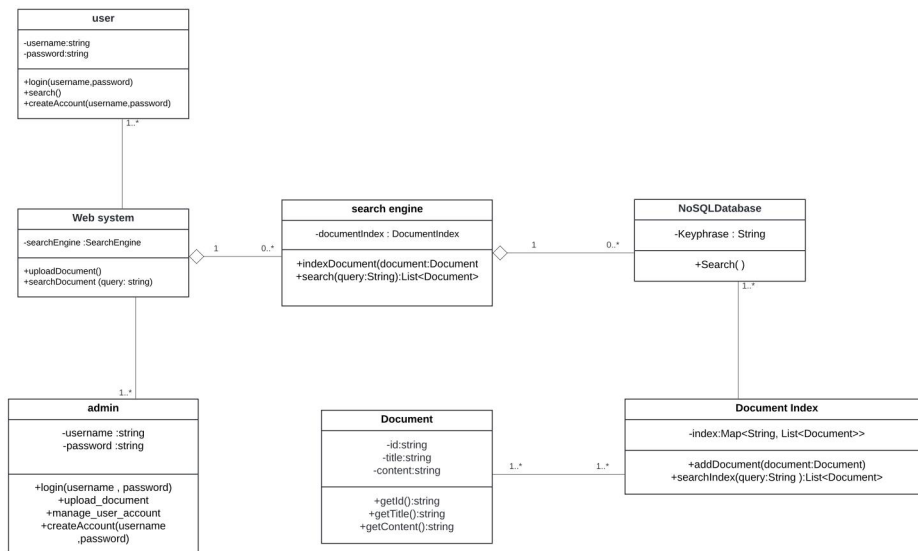 user
-username:string
-password:string
+login(username,password)
+search()
+createAccount(username,password)
1..*
Web system
-searchEngine :SearchEngine
+uploadDocument()
+searchDocument (query: string)
1
0..*
search engine
-documentIndex : DocumentIndex
+indexDocument(document:Document
+search(query:String):List<Document>
1
0..*
NoSQLDatabase
-Keyphrase : String
+Search( )
1..*
1..*
admin
-username :string
-password :string
+login(username , password)
+upload_document
+manage_user_account
+createAccount(username
,password)
Document
-id:string
-title:string
-content:string
+getId():string
+getTitle():string
+getContent():string
1..*
1..*
Document Index
-index:Map<String, List<Document>>
+addDocument(document:Document)
+searchIndex(query:String ):List<Document>